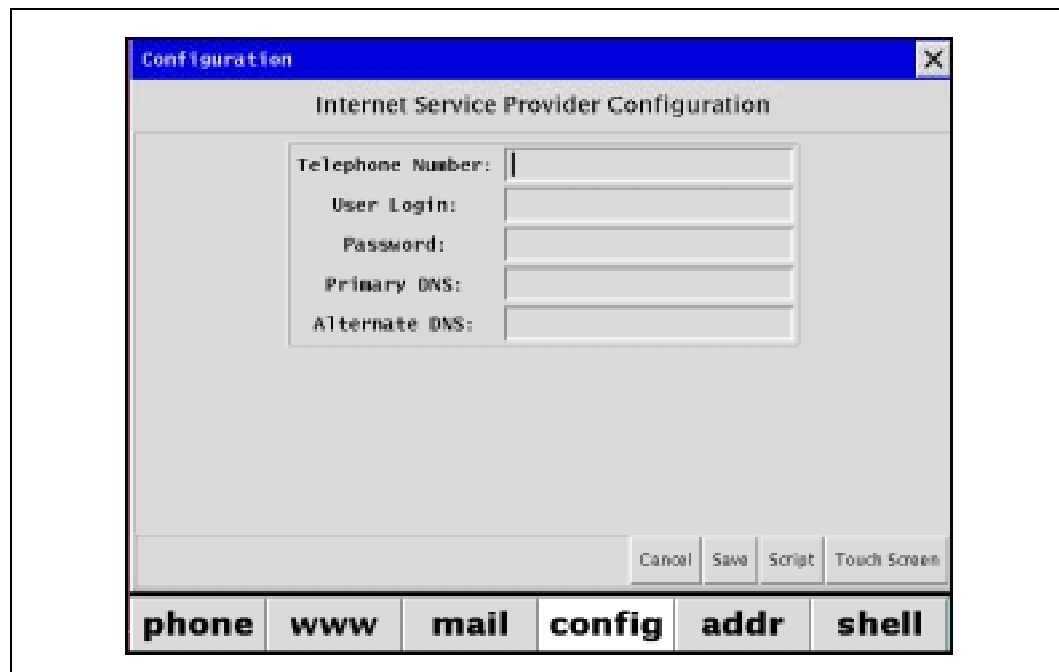 Configuration
Internet Service Provider Configuration
Telephone Number:
User Login:
Password:
Primary DNS:
Alternate DNS:
Cancel Save Script Touch Screen
phone www mail config addr shell